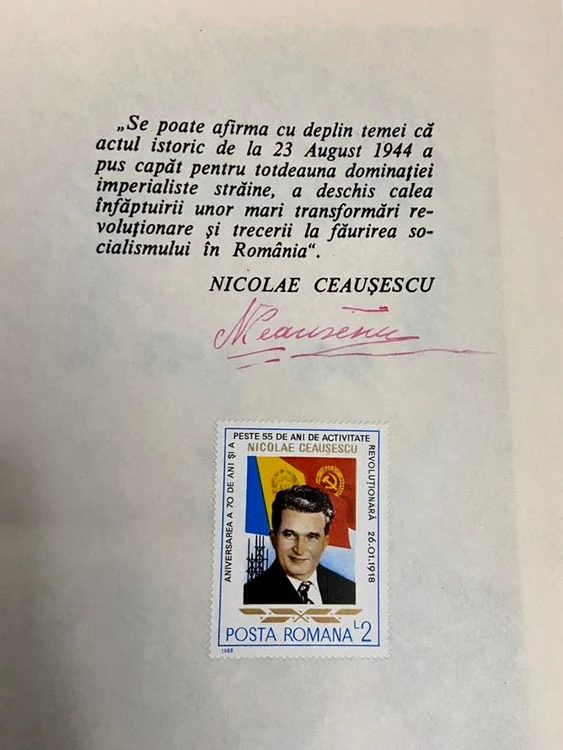 „Se poate afirma cu deplin temei că
actul istoric de la 23 August 1944 a
pus capăt pentru totdeauna dominației
imperialiste străine, a deschis calea
înfăptuirii unor mari transformări re-
voluționare și trecerii la făurirea so-
cialismului în România“.
NICOLAE CEAUȘESCU
NCeausescu
ANIVERSAREA A 70 DE ANI ȘI A
PESTE 55 DE ANI DE ACTIVITATE
REVOLUȚIONARĂ 26.01.1918
NICOLAE CEAUȘESCU
POSTA ROMANA L2
1988